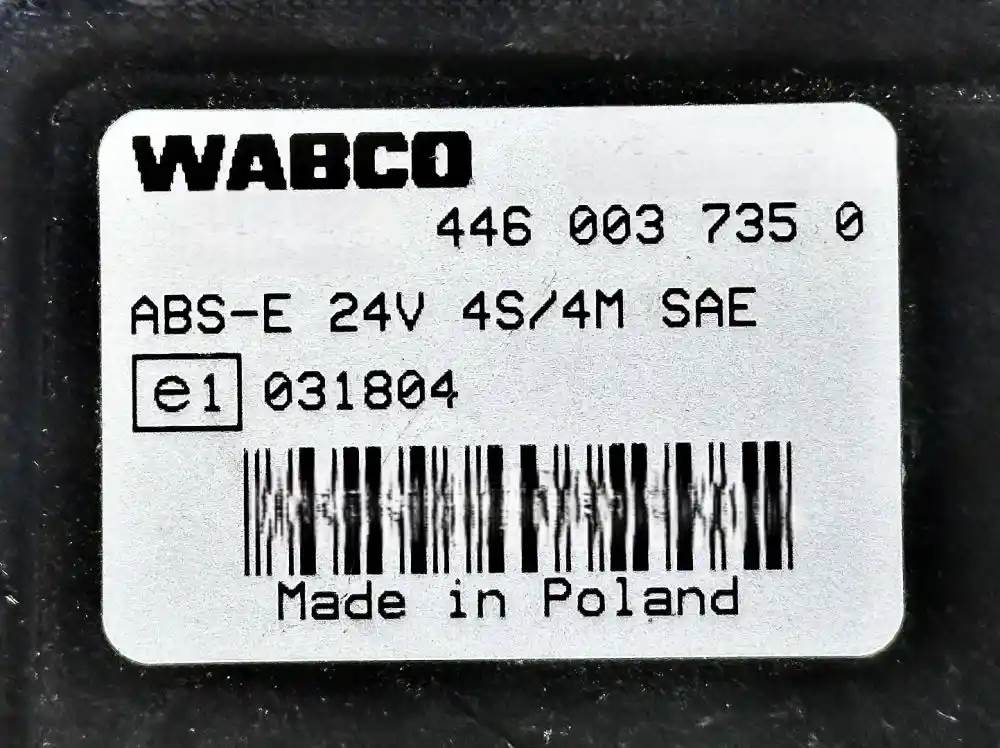 WABCO
446 003 735 0
ABS-E 24V 4S/4M SAE
e1 031804
Made in Poland